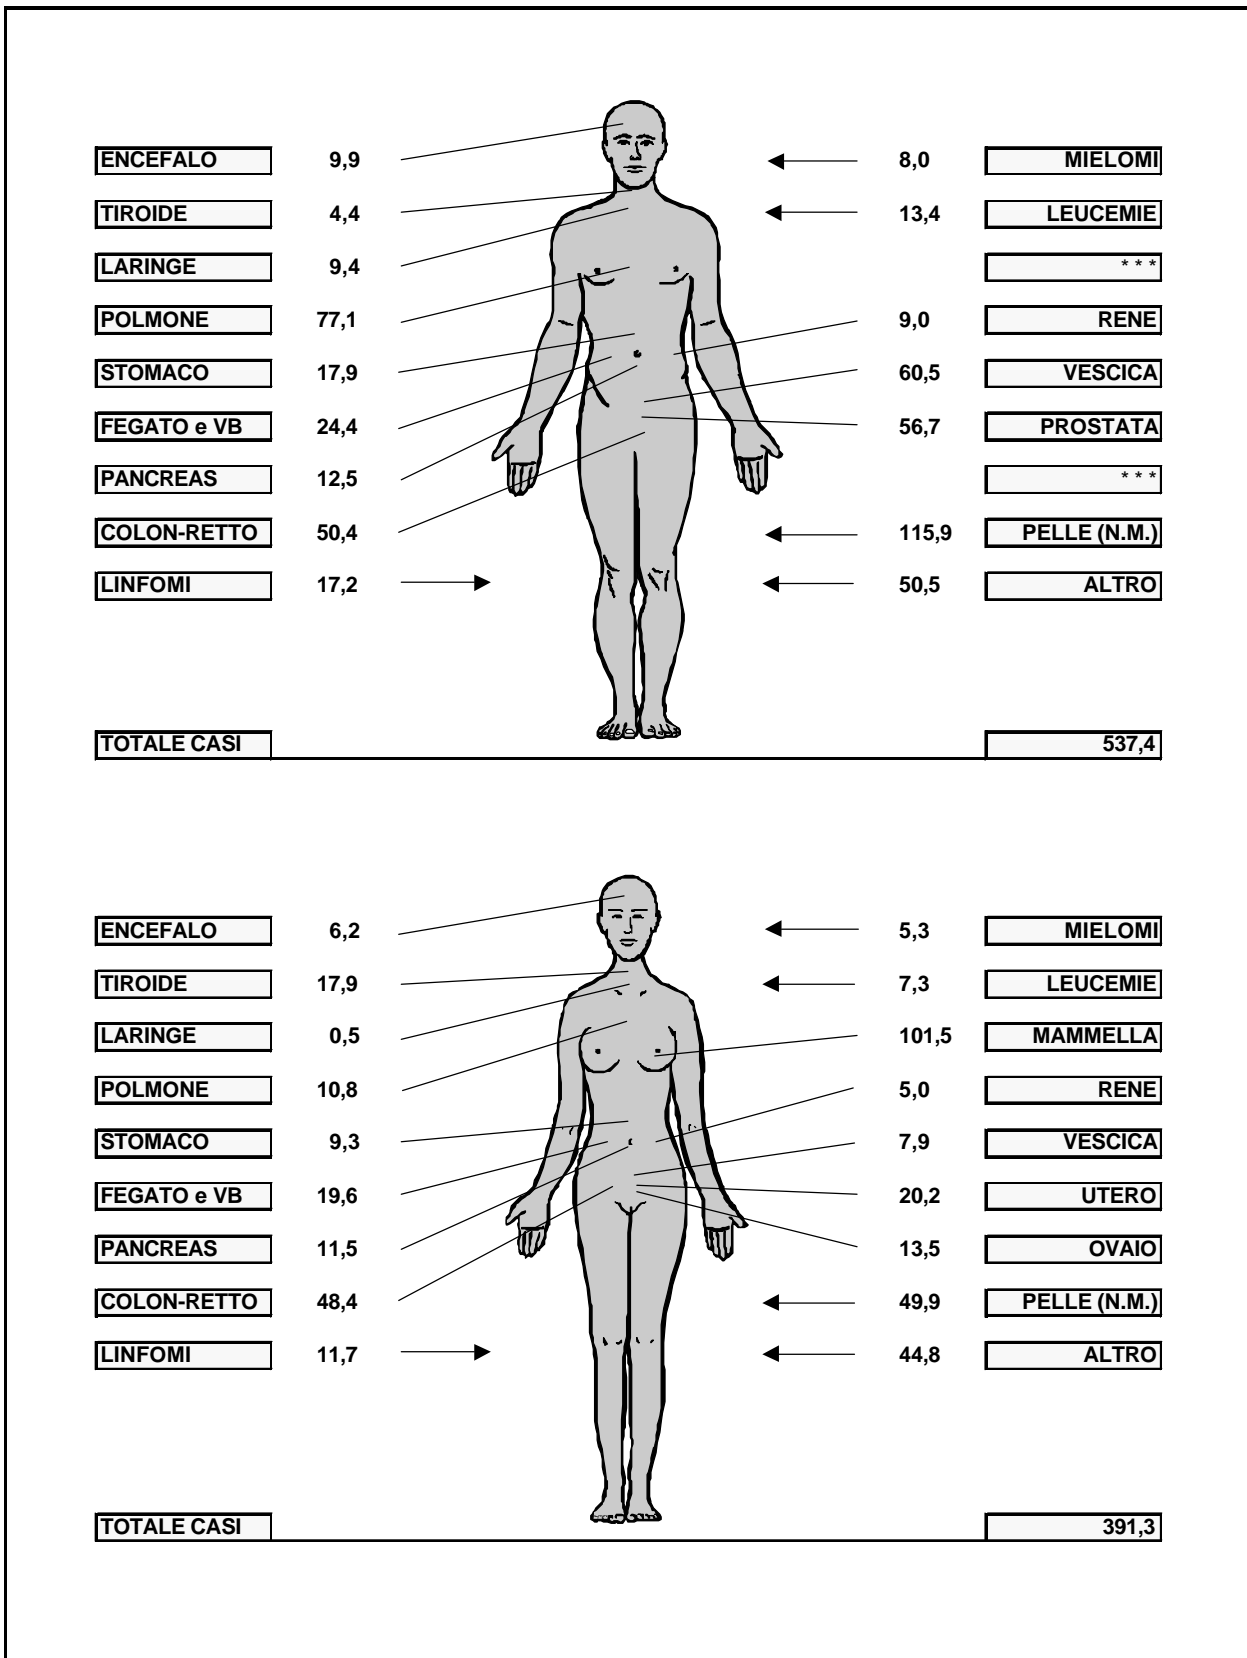 ENCEFALO 9,9 8,0 MIELOMI
TIROIDE 4,4 13,4 LEUCEMIE
LARINGE 9,4 * * *
POLMONE 77,1 9,0 RENE
STOMACO 17,9 60,5 VESCICA
FEGATO e VB 24,4 56,7 PROSTATA
PANCREAS 12,5 * * *
COLON-RETTO 50,4 115,9 PELLE (N.M.)
LINFOMI 17,2 50,5 ALTRO
TOTALE CASI 537,4
ENCEFALO 6,2 5,3 MIELOMI
TIROIDE 17,9 7,3 LEUCEMIE
LARINGE 0,5 101,5 MAMMELLA
POLMONE 10,8 5,0 RENE
STOMACO 9,3 7,9 VESCICA
FEGATO e VB 19,6 20,2 UTERO
PANCREAS 11,5 13,5 OVAIO
COLON-RETTO 48,4 49,9 PELLE (N.M.)
LINFOMI 11,7 44,8 ALTRO
TOTALE CASI 391,3